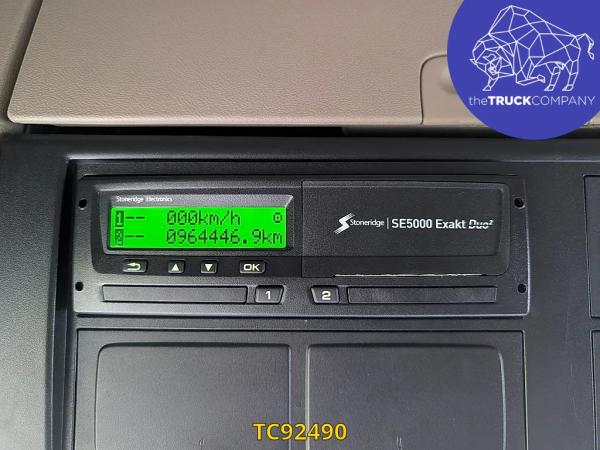 theTRUCKCOMPANY
Stoneridge Electronics
1-- 000km/h
2-- 0964446.9km
Stoneridge | SE5000 Exakt Duo²
OK
1 2
TC92490